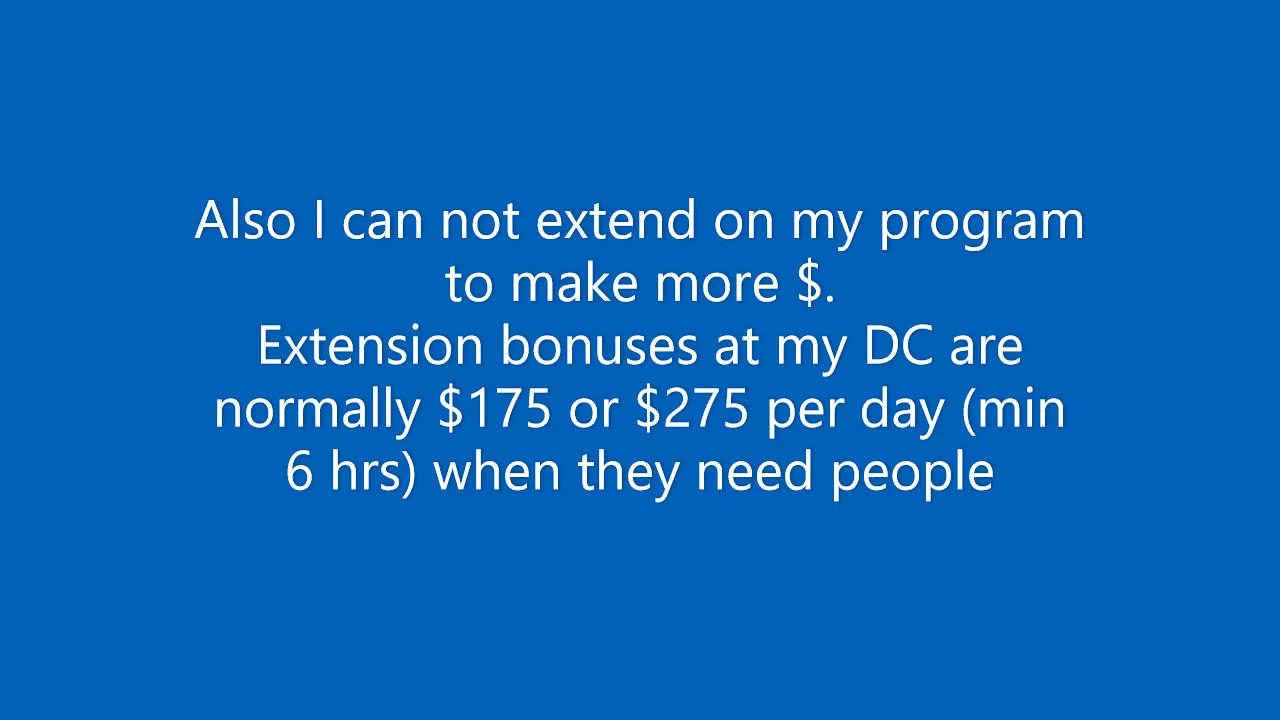 Also I can not extend on my program
to make more $.
Extension bonuses at my DC are
normally $175 or $275 per day (min
6 hrs) when they need people